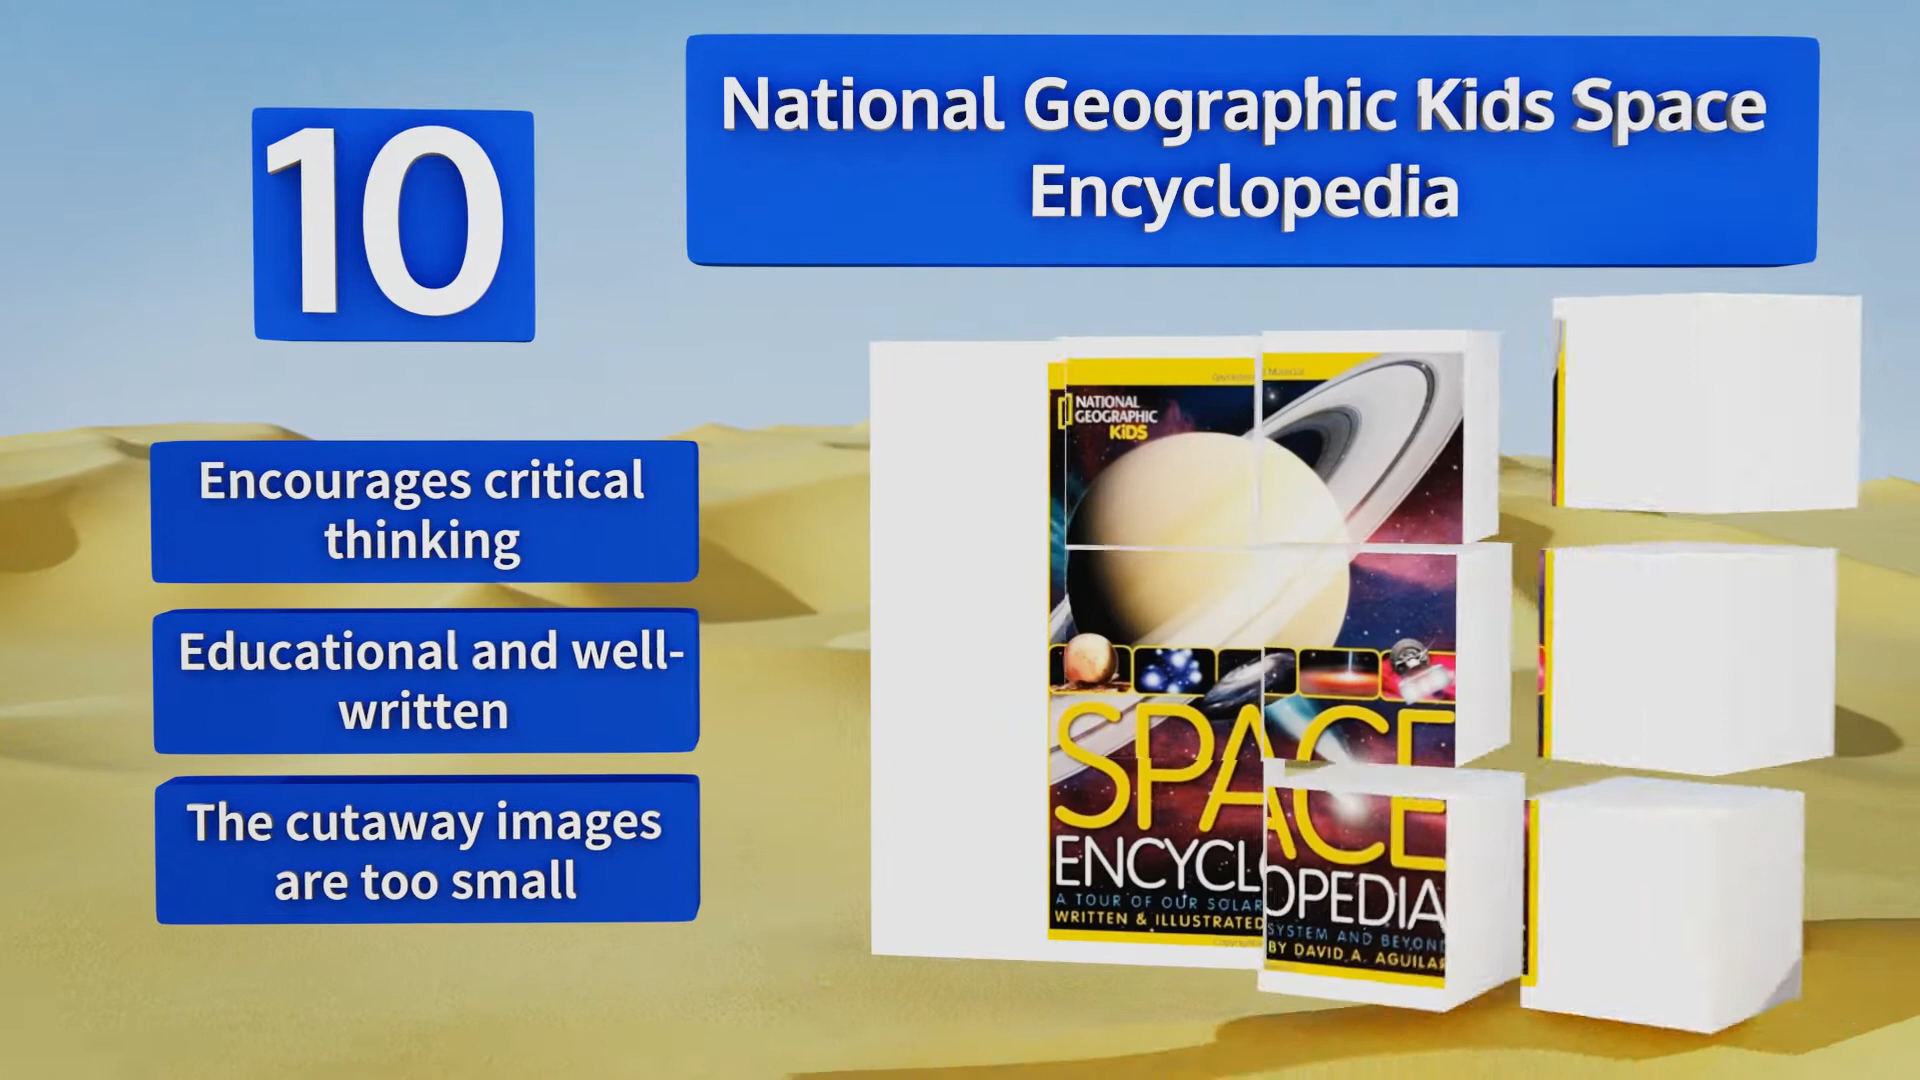 10
National Geographic Kids Space
Encyclopedia
Encourages critical
thinking
Educational and well-
written
The cutaway images
are too small
NATIONAL
GEOGRAPHIC
KiDS
SPACE
ENCYCLOPEDIA
A TOUR OF OUR SOLAR SYSTEM AND BEYOND
WRITTEN & ILLUSTRATED BY DAVID A. AGUILAR